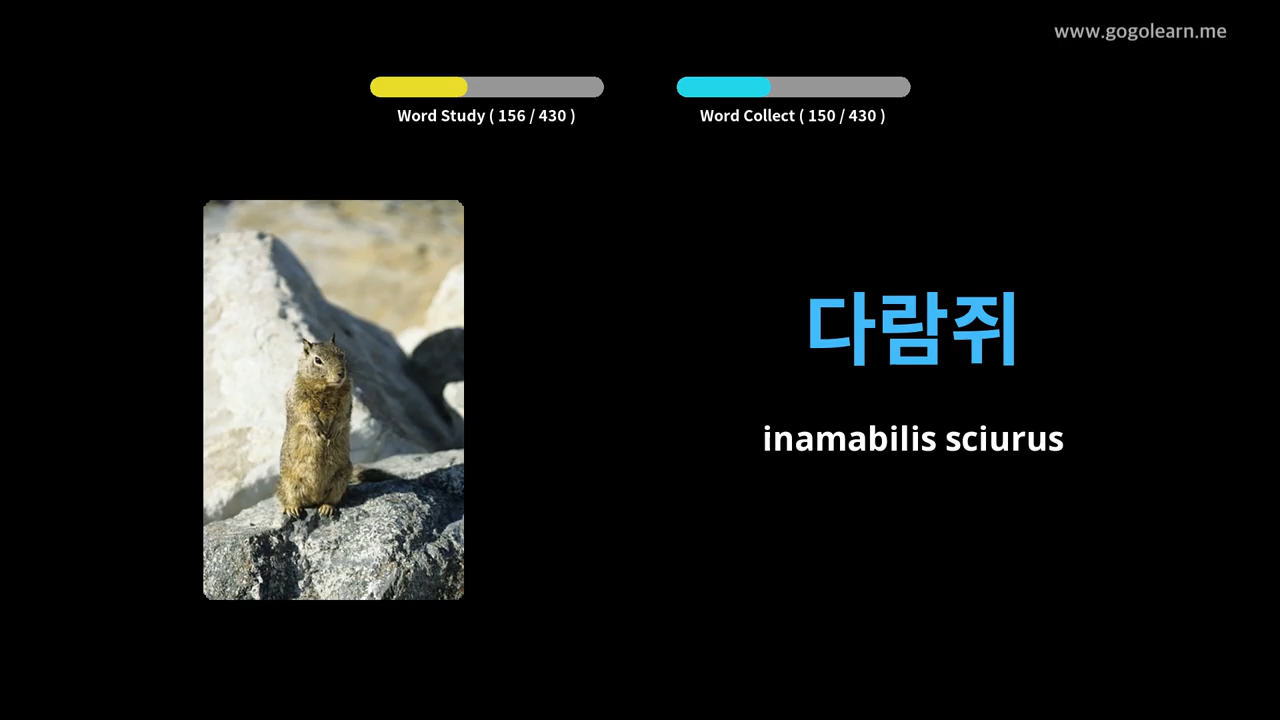 www.gogolearn.me
Word Study ( 156 / 430 )
Word Collect ( 150 / 430 )
다람쥐
inamabilis sciurus